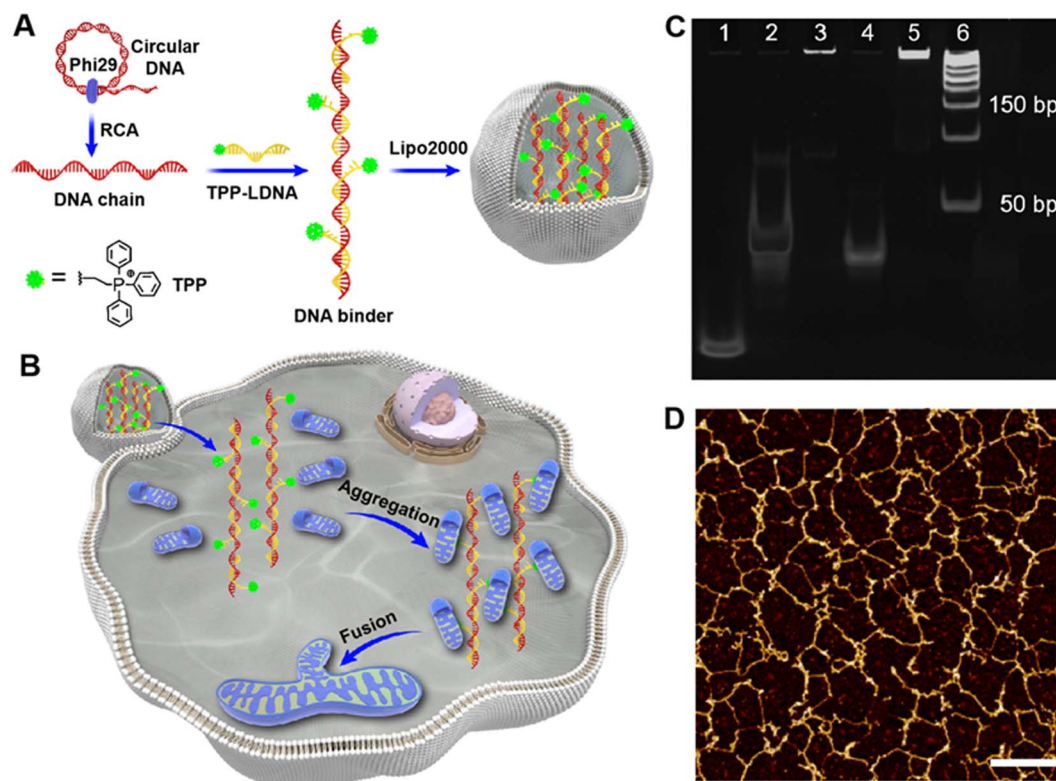 A
Circular
DNA
Phi29
RCA
DNA chain
TPP-LDNA
Lipo2000
= P ⊕ TPP
DNA binder
B
Aggregation
Fusion
C
1 2 3 4 5 6
150 bp
50 bp
D